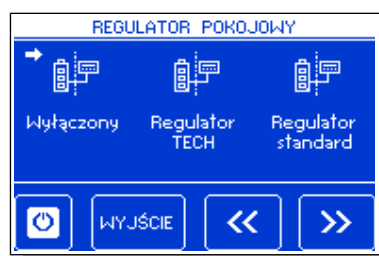 REGULATOR POKOJOWY
Wyłączony Regulator Regulator
TECH standard
WYJŚCIE << >>